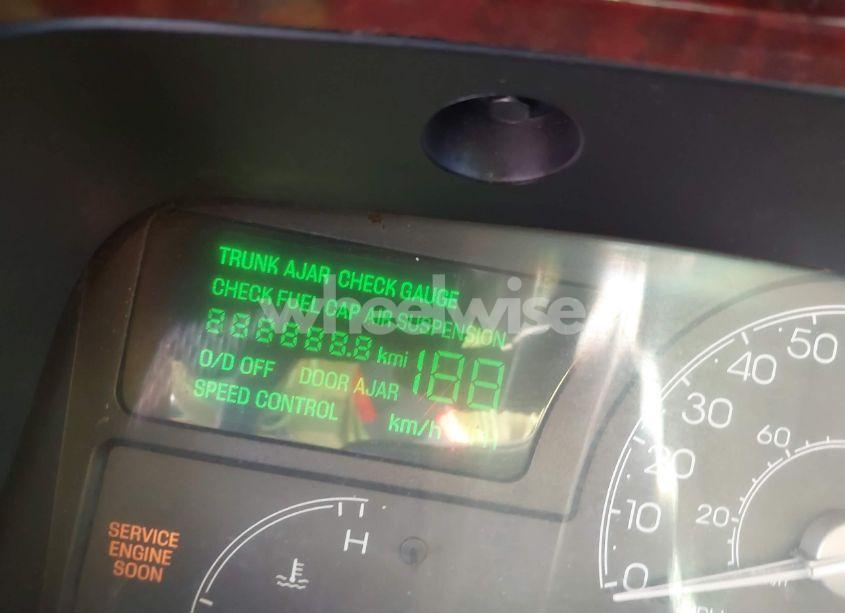 TRUNK AJAR CHECK GAUGE
CHECK FUEL CAP AIR SUSPENSION
wheelwise
888888.8 kmi 188
O/D OFF DOOR AJAR
SPEED CONTROL km/h
SERVICE
ENGINE
SOON
H
50
40
30
20
10
0
60
20